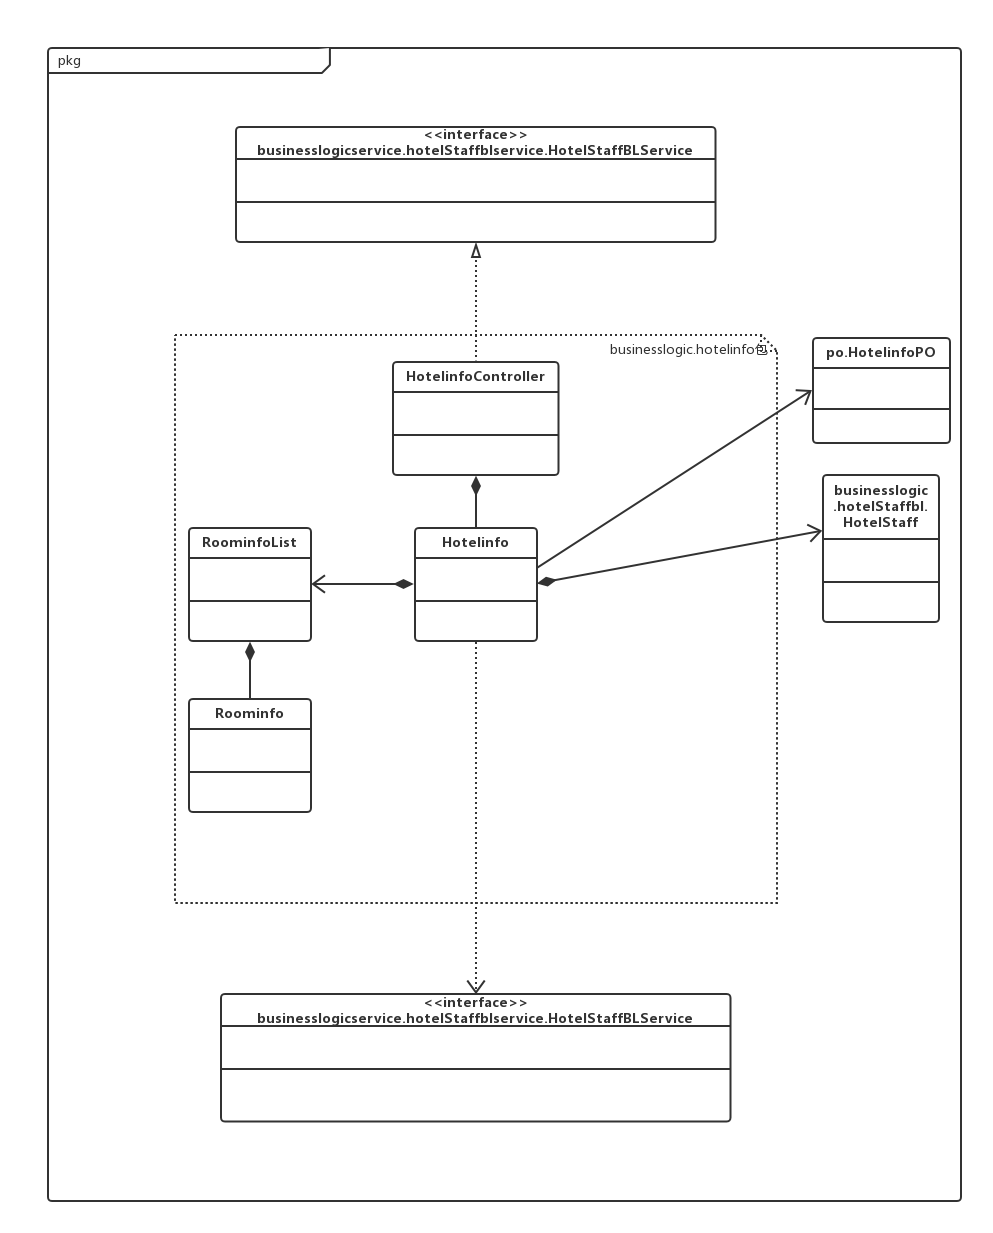 pkg
<<interface>>
businesslogicservice.hotelStaffblservice.HotelStaffBLService
businesslogic.hotelinfo
po.HotelinfoPO
HotelinfoController
businesslogic
.hotelStaffbl.
HotelStaff
RoominfoList
Hotelinfo
Roominfo
<<interface>>
businesslogicservice.hotelStaffblservice.HotelStaffBLService